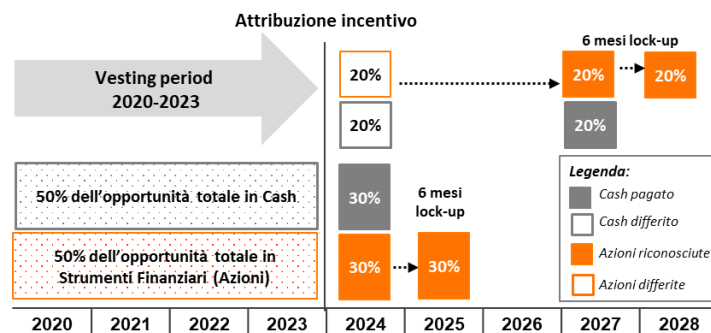 Attribuzione incentivo
6 mesi lock-up
Vesting period
2020-2023
20%
20%
20%
20%
20%
50% dell'opportunità totale in Cash
30%
6 mesi
lock-up
50% dell'opportunità totale in
Strumenti Finanziari (Azioni)
30%
30%
Legenda:
Cash pagato
Cash differito
Azioni riconosciute
Azioni differite
2020 2021 2022 2023 2024 2025 2026 2027 2028